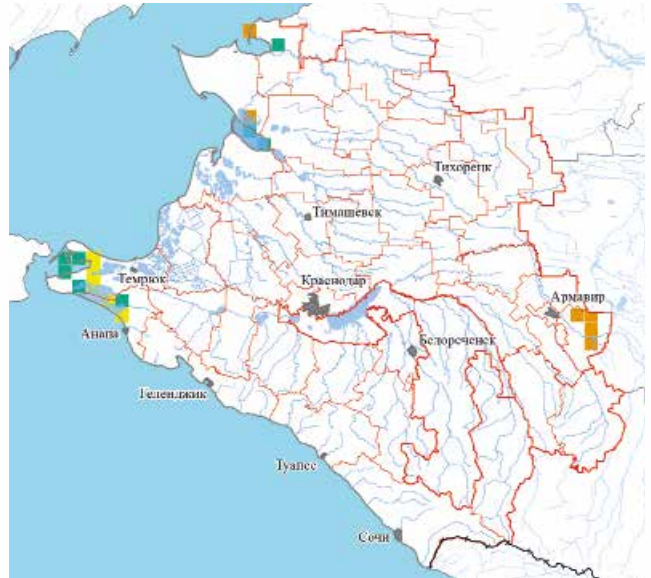 Тихорецк
Тимашевск
Темрюк
Краснодар
Армавир
Анапа
Белореченск
Геленджик
Туапсе
Сочи